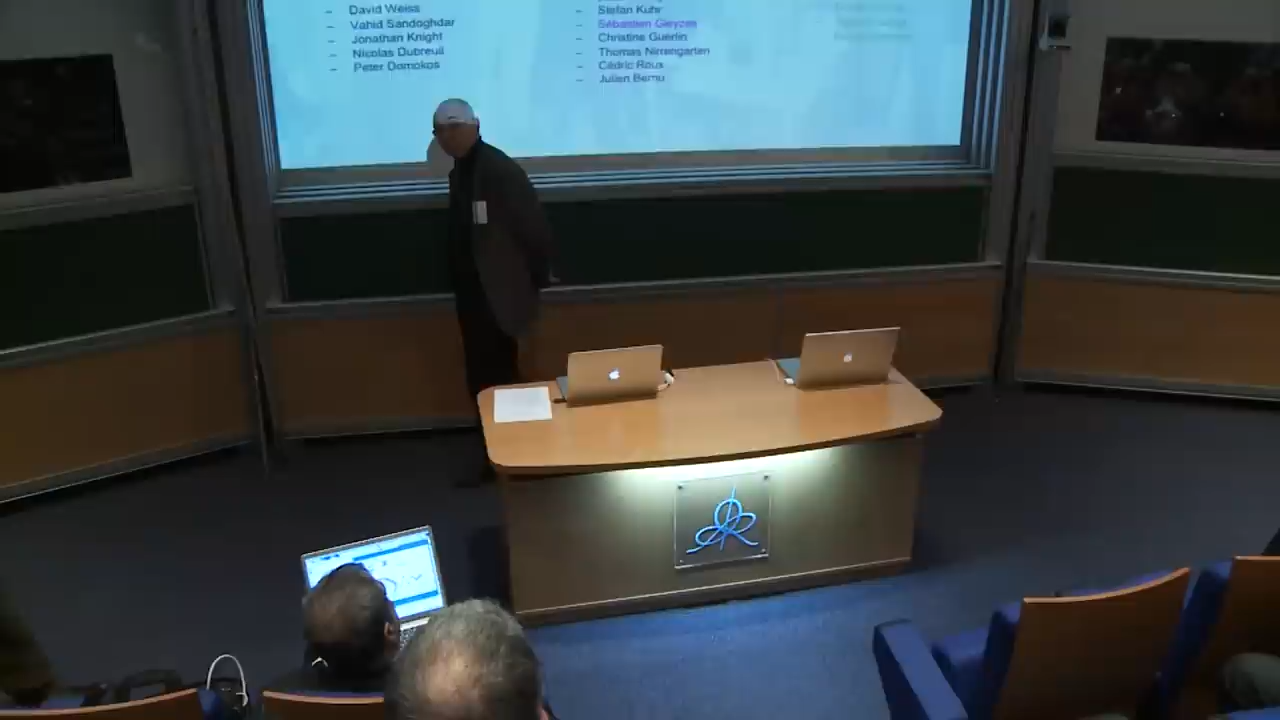 – David Weiss
– Vahid Sandoghdar
– Jonathan Knight
– Nicolas Dubreuil
– Peter Domokos
– Stefan Kuhr
– Sébastien Gleyzes
– Christine Guerlin
– Thomas Nirrengarten
– Cédric Roux
– Julien Bernu